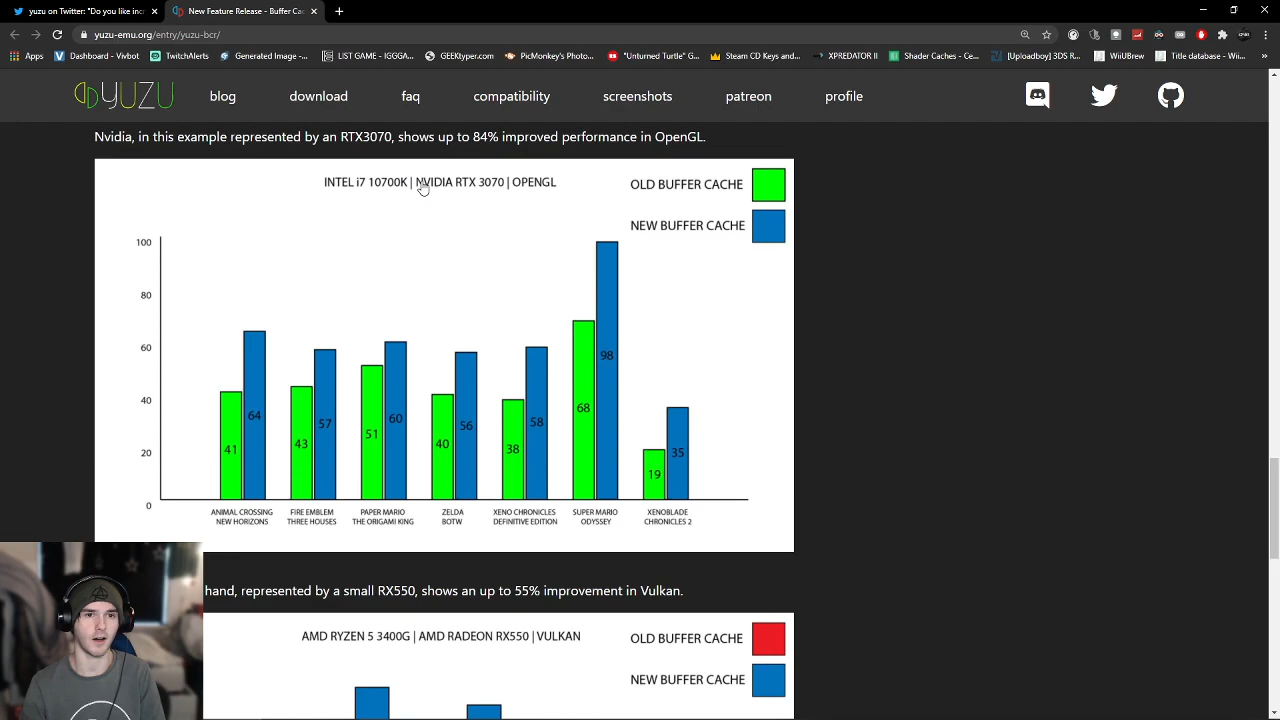 yuzu on Twitter: "Do you like incr
New Feature Release - Buffer Cac
yuzu-emu.org/entry/yuzu-bcr/
Apps
Dashboard - Vivbot
TwitchAlerts
Generated Image -...
LIST GAME - IGGGA...
GEEKtyper.com
PicMonkey's Photo...
"Unturned Turtle" G...
Steam CD Keys and...
XPREDATOR II
Shader Caches - Ce...
[Uploading] 3DS R...
WiiUBrew
Title database - Wi...
YUZU
blog
download
faq
compatibility
screenshots
patreon
profile
Nvidia, in this example represented by an RTX3070, shows up to 84% improved performance in OpenGL.
INTEL i7 10700K | NVIDIA RTX 3070 | OPENGL
OLD BUFFER CACHE
NEW BUFFER CACHE
100
80
60
40
20
0
41
64
43
57
51
60
40
56
38
58
68
98
19
35
ANIMAL CROSSING
NEW HORIZONS
FIRE EMBLEM
THREE HOUSES
PAPER MARIO
THE ORIGAMI KING
ZELDA
BOTW
XENO CHRONICLES
DEFINITIVE EDITION
SUPER MARIO
ODYSSEY
XENOBLADE
CHRONICLES 2
hand, represented by a small RX550, shows an up to 55% improvement in Vulkan.
AMD RYZEN 5 3400G | AMD RADEON RX550 | VULKAN
OLD BUFFER CACHE
NEW BUFFER CACHE